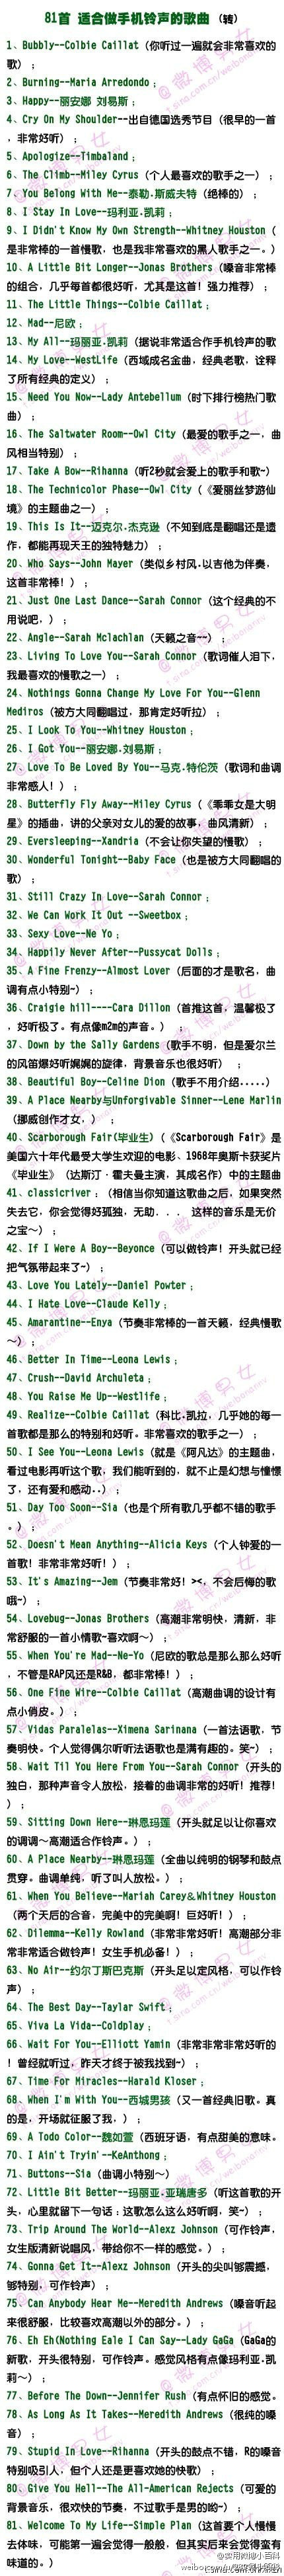 81首 适合做手机铃声的歌曲 (转)
1、Bubbly--Colbie Caillat(你听过一遍就会非常喜欢的
歌);
2、Burning--Maria Arredondo;
3、Happy--丽安娜 刘易斯;
4、Cry On My Shoulder--出自德国选秀节目(很早的一首
,非常好听);
5、Apologize--Timbaland;
6、The Climb--Miley Cyrus(个人最喜欢的歌手之一);
7、You Belong With Me--泰勒.斯威夫特(绝棒的);
8、I Stay In Love--玛利亚.凯莉;
9、I Didn't Know My Own Strength--Whitney Houston(
是非常棒的一首慢歌,也是我非常喜欢的黑人歌手之一。)
10、A Little Bit Longer--Jonas Brothers(嗓音非常棒
的组合,几乎每首都很好听,尤其是这首!强力推荐);
11、The Little Things--Colbie Caillat;
12、Mad--尼欧;
13、My All--玛丽亚.凯莉(据说非常适合作手机铃声的歌
14、My Love--WestLife(西域成名金曲,经典老歌,诠释
了所有经典的定义);
15、Need You Now--Lady Antebellum(时下排行榜热门歌
曲);
16、The Saltwater Room--Owl City(最爱的歌手之一,曲
风相当特别);
17、Take A Bow--Rihanna(听2秒就会爱上的歌手和歌~)
18、The Technicolor Phase--Owl City(《爱丽丝梦游仙
境》的主题曲之一);
19、This Is It--迈克尔.杰克逊(不知到底是翻唱还是遗
作,都能再现天王的独特魅力);
20、Who Says--John Mayer(类似乡村风.以吉他为伴奏,
这首非常棒!);
21、Just One Last Dance--Sarah Connor(这个经典的不
用说吧,);
22、Angle--Sarah Mclachlan(天籁之音~~);
23、Living To Love You--Sarah Connor(歌词催人泪下,
我最喜欢的慢歌之一);
24、Nothings Gonna Change My Love For You--Glenn
Mediros(被方大同翻唱过,那肯定好听拉);
25、I Look To You--Whitney Houston;
26、I Got You--丽安娜.刘易斯;
27、Love To Be Loved By You--马克.特伦茨(歌词和曲调
非常感人!);
28、Butterfly Fly Away--Miley Cyrus(《乖乖女是大明
星》的插曲,讲的父亲对女儿的爱的故事,曲风清新);
29、Eversleeping--Xandria(不会让你失望的慢歌);
30、Wonderful Tonight--Baby Face(也是被方大同翻唱的
歌);
31、Still Crazy In Love--Sarah Connor;
32、We Can Work It Out --Sweetbox;
33、Sexy Love--Ne Yo;
34、Happily Never After--Pussycat Dolls;
35、A Fine Frenzy--Almost Lover(后面的才是歌名,曲
调有点小特别~);
36、Craigie hill----Cara Dillon(首推这首,温馨极了
,好听极了。有点像m2m的声音。) ;
37、Down by the Sally Gardens(歌手不明,但是爱尔兰
的风笛爆好听娓娓的旋律,背景音乐也很好听) ;
38、Beautiful Boy--Celine Dion(歌手不用介绍.....)
39、A Place Nearby与Unforgivable Sinner--Lene Marlin
(挪威创作才女,) ;
40、Scarborough Fair(毕业生)(《Scarborough Fair》是
美国六十年代最受大学生欢迎的电影、1968年奥斯卡获奖片
《毕业生》(达斯汀·霍夫曼主演,其成名作)中的主题曲
41、classicriver:(相信当你知道这歌曲之后,如果突然
失去它,你会觉得好孤独,无助... 这样的音乐是无价
之宝~);
42、If I Were A Boy--Beyonce(可以做铃声!开头就已经
把气氛带起来了~);
43、Love You Lately--Daniel Powter;
44、I Hate Love--Claude Kelly;
45、Amarantine--Enya(节奏非常棒的一首天籁,经典慢歌
~);
46、Better In Time--Leona Lewis;
47、Crush--David Archuleta;
48、You Raise Me Up--Westlife;
49、Realize--Colbie Caillat(科比.凯拉,几乎她的每一
首歌都是那么的特别和好听。非常喜欢的歌手之一);
50、I See You--Leona Lewis(就是《阿凡达》的主题曲,
看过电影再听这个歌,我们能听到的,就不止是幻想与憧憬
了,还有爱和感动..);
51、Day Too Soon--Sia(也是个所有歌几乎都不错的歌手
。);
52、Doesn't Mean Anything--Alicia Keys(个人钟爱的一
首歌!非常非常好听!);
53、It's Amazing--Jem(节奏非常好!><,不会后悔的歌
哦~);
54、Lovebug--Jonas Brothers(高潮非常明快,清新,非
常舒服的一首小情歌~喜欢啊~);
55、When You're Mad--Ne-Yo(尼欧的歌总是那么那么好听
,不管是RAP风还是R&B,都非常棒!);
56、One Fine Wire--Colbie Caillat(高潮曲调的设计有
点小俏皮。);
57、Vidas Paralelas--Ximena Sarinana(一首法语歌,节
奏明快。个人觉得偶尔听听法语歌也是满有趣的。笑~);
58、Wait Til You Here From You--Sarah Connor(开头的
独白,那种声音令人放松,接着的曲调非常的好听!推荐!
);
59、Sitting Down Here--琳恩玛莲(开头就足以让你喜欢
的调调~高潮适合作铃声。);
60、A Place Nearby--琳恩玛莲(全曲以纯明的钢琴和鼓点
贯穿。曲调单纯,听了叫人放松。);
61、When You Believe--Mariah Carey&Whitney Houston
(两个天后的合音,完美中的完美啊!巨好听!);
62、Dilemma--Kelly Rowland(非常非常好听!高潮部分非
常非常适合做铃声!女生手机必备!);
63、No Air--约尔丁斯巴克斯(开头足以定风格,可以作铃
声);
64、The Best Day--Taylar Swift;
65、Viva La Vida--Coldplay;
66、Wait For You--Elliott Yamin(非常非常非常好听的
!曾经就听过,昨天才终于被我找到~);
67、Time For Miracles--Harald Kloser;
68、When I'm With You--西城男孩(又一首经典旧歌。真
的是,开场就征服了我,);
69、A Todo Color--魏如萱(西班牙语,有点甜美的意味。
70、I Ain't Tryin'--KeAnthong;
71、Buttons--Sia(曲调小特别~)
72、Little Bit Better--玛丽亚.亚瑞唐多(听这首歌的开
头,心里就留下一句话:这歌怎么这么好听啊,笑~);
73、Trip Around The World--Alexz Johnson(可作铃声,
女生版清新说唱风,带给你不一样的感觉。);
74、Gonna Get It--Alexz Johnson(开头的尖叫够震撼,
够特别,可作铃声);
75、Can Anybody Hear Me--Meredith Andrews(嗓音听起
来很舒服,比较喜欢高潮以外的部分。);
76、Eh Eh(Nothing Eale I Can Say--Lady GaGa(GaGa的
新歌,开头很特别,可作铃声。感觉风格有点像玛利亚.凯
莉~);
77、Before The Down--Jennifer Rush(有点怀旧的感觉。
78、As Long As It Takes--Meredith Andrews(很纯的嗓
音);
79、Stupid In Love--Rihanna(开头的鼓点不错,R的嗓音
特别吸引人,但个人还是更喜欢她的快歌);
80、Give You Hell--The All-American Rejects(可爱的
背景音乐,很欢快的节奏,不过歌手是男的哟~);
81、Welcome To My Life--Simple Plan(这首要个人慢慢
去体味,可能第一遍会觉得一般般,但其实后来会觉得蛮有
味道的。)